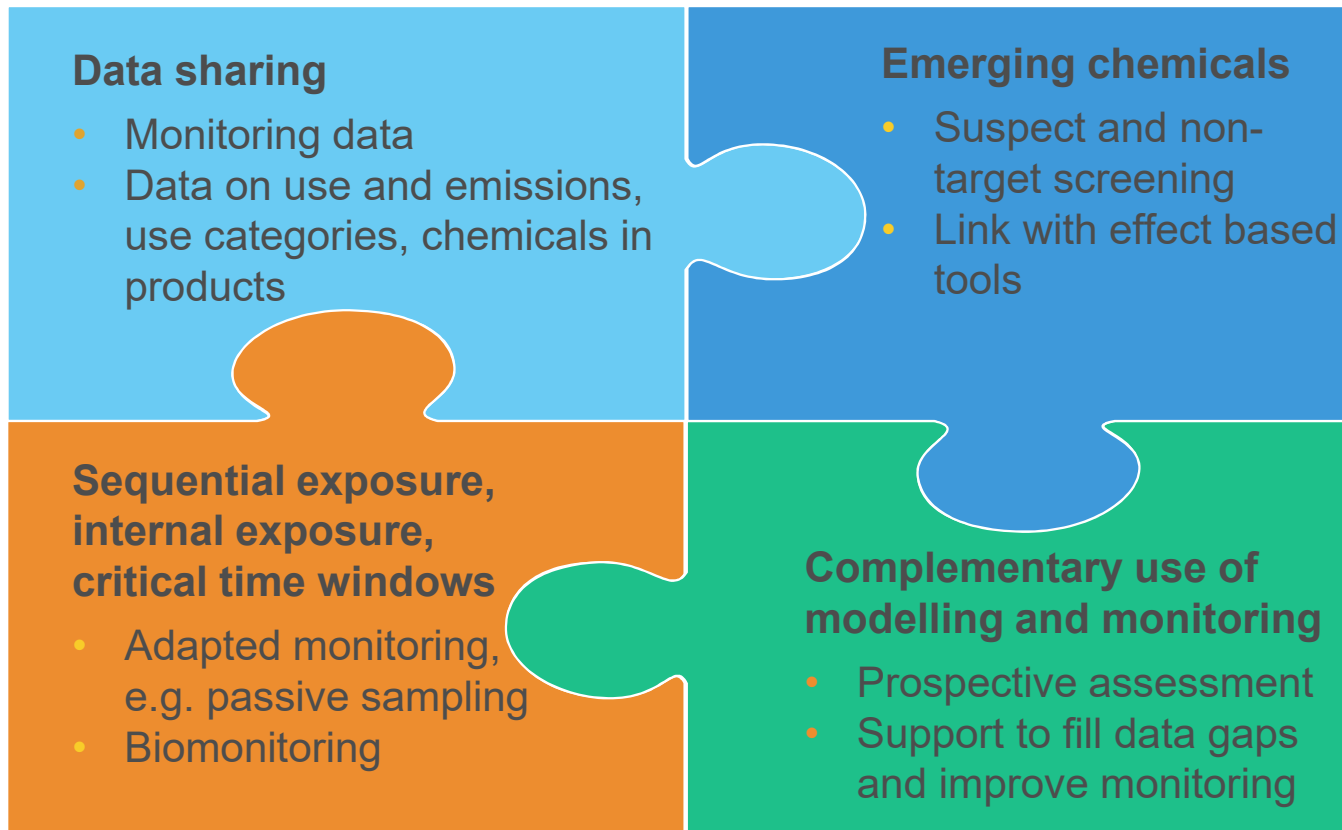 Data sharing
• Monitoring data
• Data on use and emissions,
use categories, chemicals in
products
Emerging chemicals
• Suspect and non-
target screening
• Link with effect based
tools
Sequential exposure,
internal exposure,
critical time windows
• Adapted monitoring,
e.g. passive sampling
• Biomonitoring
Complementary use of
modelling and monitoring
• Prospective assessment
• Support to fill data gaps
and improve monitoring